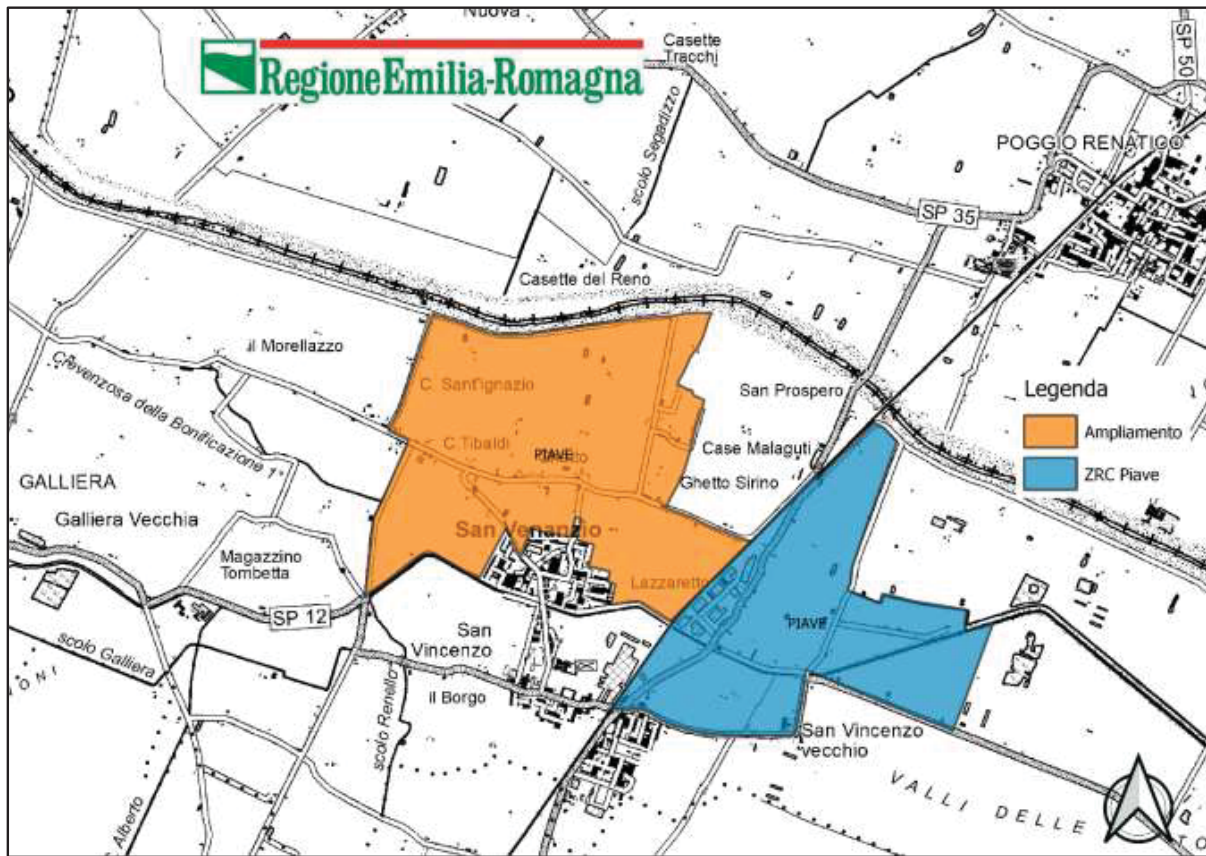 Nuova
RegioneEmilia-Romagna
Casette
Tracchi
SP 50
scolo Segadizzo
POGGIO RENATICO
SP 35
Casette del Reno
il Morellazzo
C. Sant'ignazio
San Prospero
Legenda
Ampliamento
ZRC Piave
Crevenzosa della Bonificazione 1°
C Tibaldi
PIAVE
Case Malaguti
Ghetto Sirino
GALLIERA
Galliera Vecchia
San Venanzio
Magazzino
Tombetta
Lazzaretto
SP 12
PIAVE
San
Vincenzo
scolo Galliera
IONI
il Borgo
scolo Renello
San Vincenzo
vecchio
VALLI DELLE
TO
Alberto